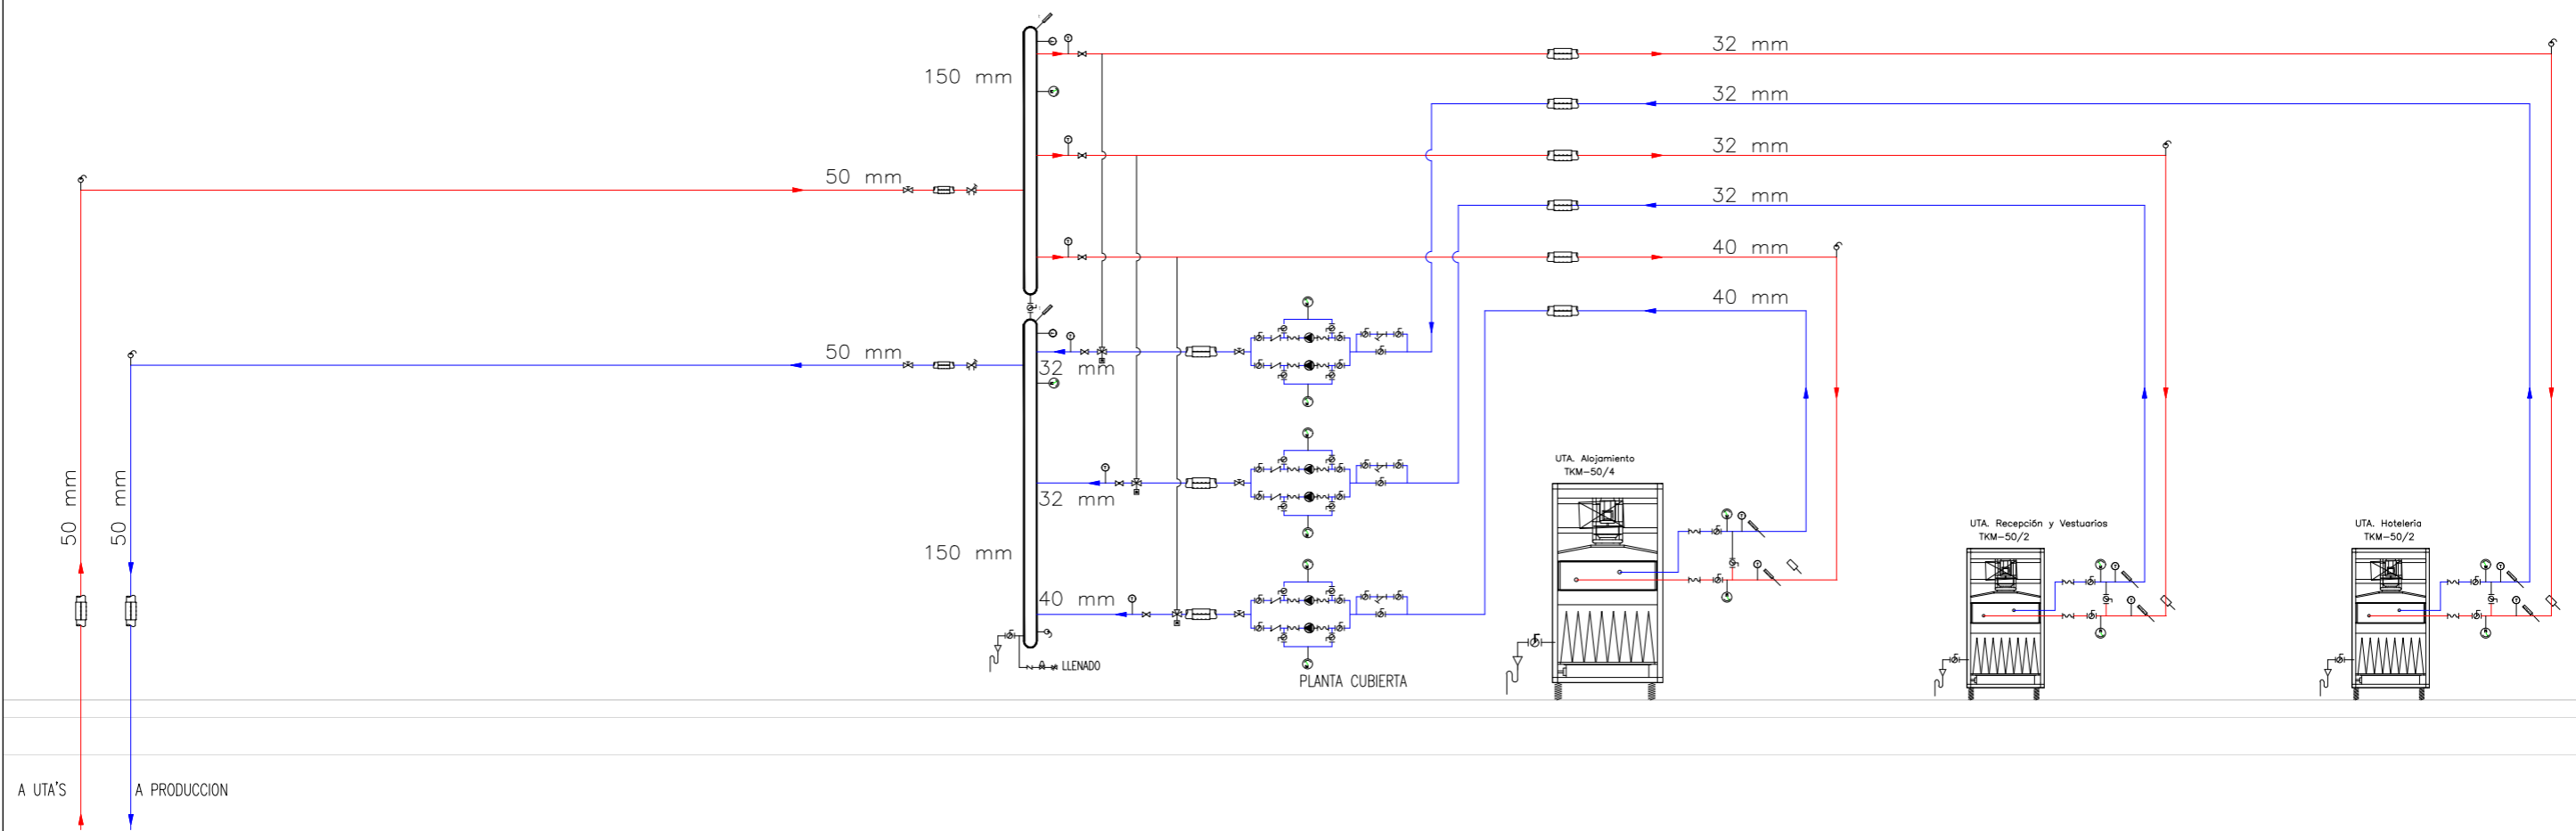 32 mm
150 mm
32 mm
32 mm
50 mm
32 mm
40 mm
40 mm
50 mm
32 mm
UTA. Alojamiento
TKM-50/4
50 mm
50 mm
32 mm
UTA. Recepción y Vestuarios
TKM-50/2
UTA. Hoteleria
TKM-50/2
150 mm
40 mm
LLENADO
PLANTA CUBIERTA
A UTA'S
A PRODUCCION